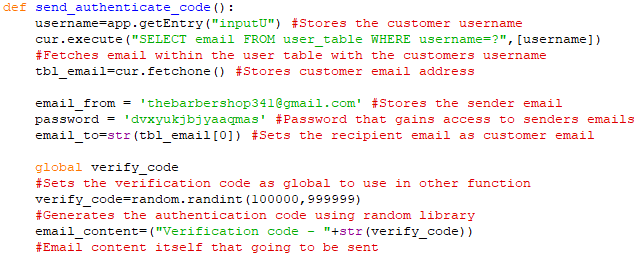 def send_authenticate_code():
username=app.getEntry("inputU") #Stores the customer username
cur.execute("SELECT email FROM user_table WHERE username=?",[username])
#Fetches email within the user table with the customers username
tbl_email=cur.fetchone() #Stores customer email address
email_from = 'thebarbershop341@gmail.com' #Stores the sender email
password = 'dvxyukjbjyaaqmas' #Password that gains access to senders emails
email_to=str(tbl_email[0]) #Sets the recipient email as customer email
global verify_code
#Sets the verification code as global to use in other function
verify_code=random.randint(100000,999999)
#Generates the authentication code using random library
email_content=("Verification code - "+str(verify_code))
#Email content itself that going to be sent